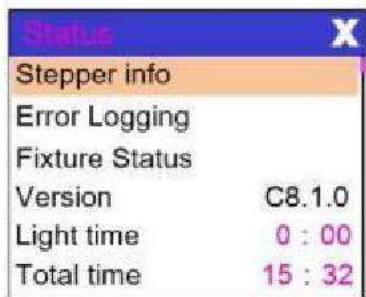 Status X
Stepper info
Error Logging
Fixture Status
Version C8.1.0
Light time 0 : 00
Total time 15 : 32